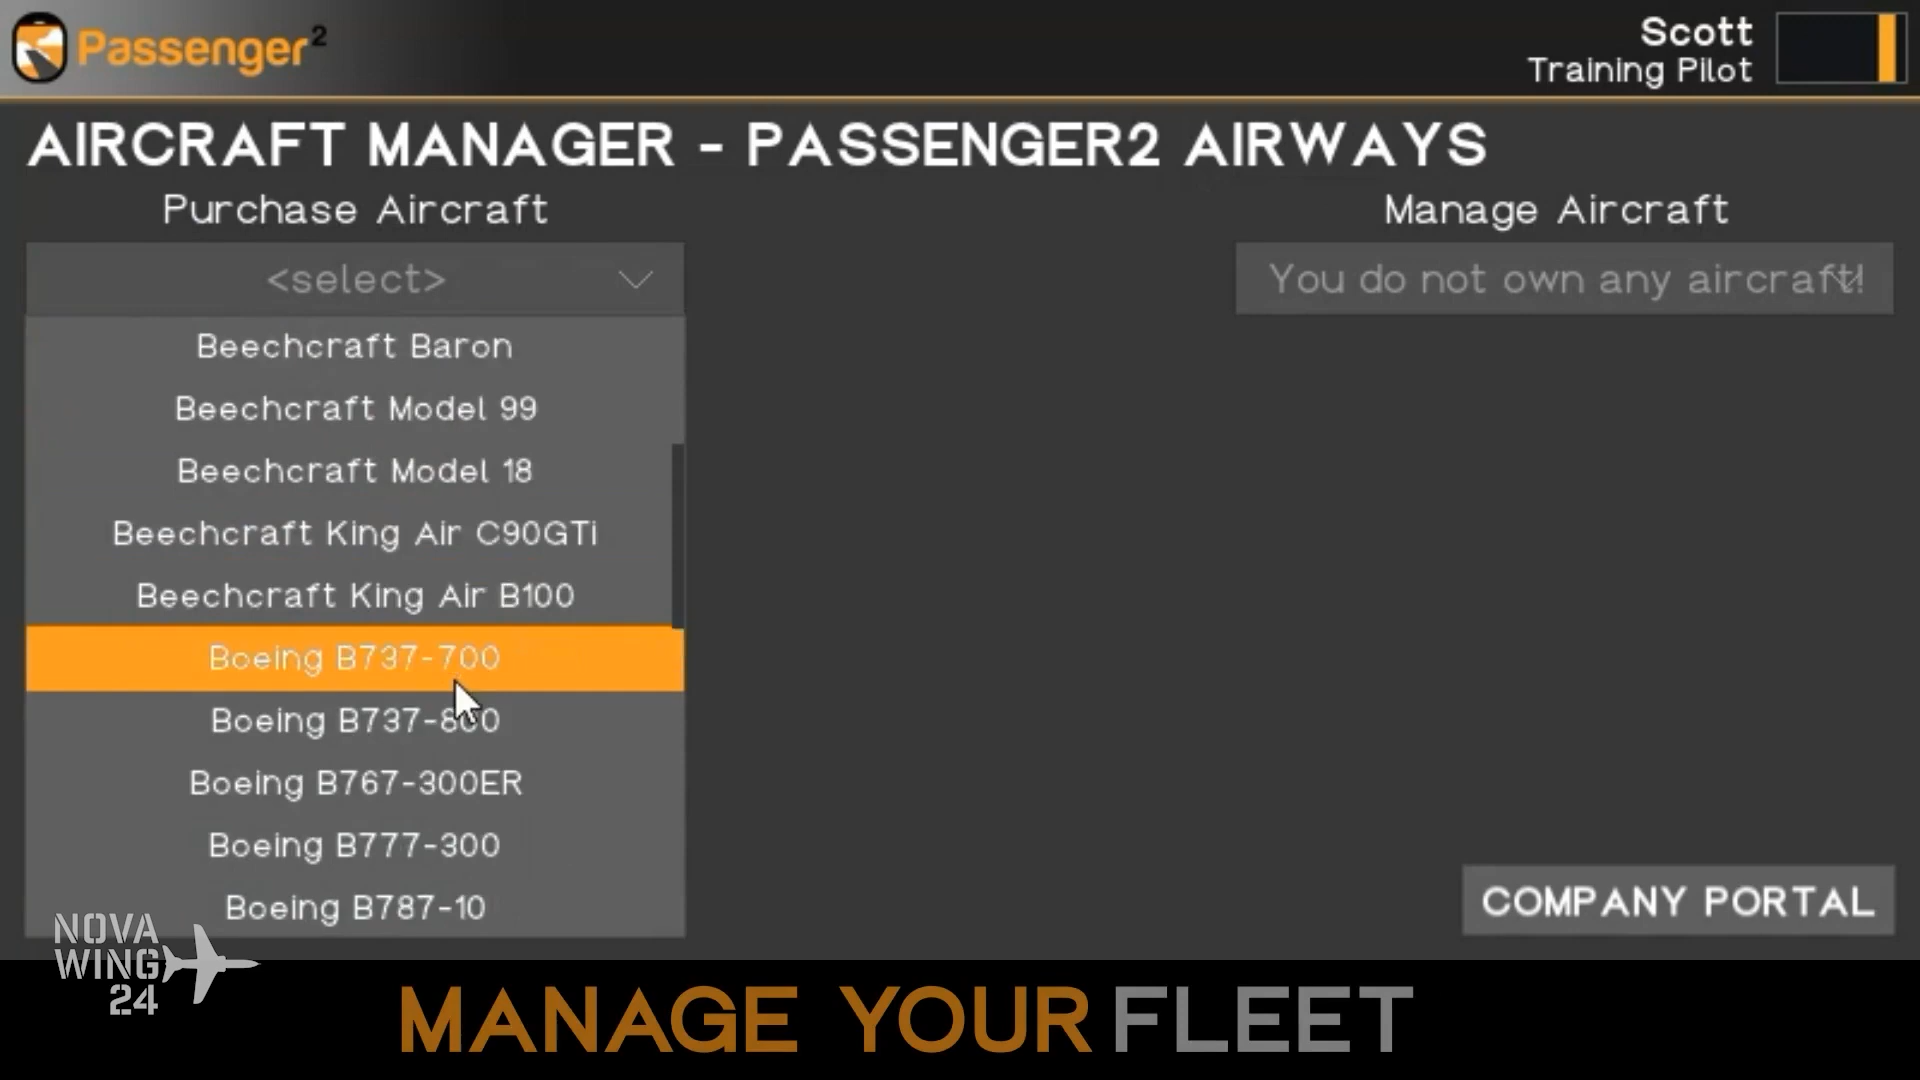 Passenger²
Scott
Training Pilot
AIRCRAFT MANAGER - PASSENGER2 AIRWAYS
Purchase Aircraft
Manage Aircraft
<select>
You do not own any aircraft!
Beechcraft Baron
Beechcraft Model 99
Beechcraft Model 18
Beechcraft King Air C90GTi
Beechcraft King Air B100
Boeing B737-700
Boeing B737-800
Boeing B767-300ER
Boeing B777-300
Boeing B787-10
COMPANY PORTAL
NOVA
WING
24
MANAGE YOUR FLEET